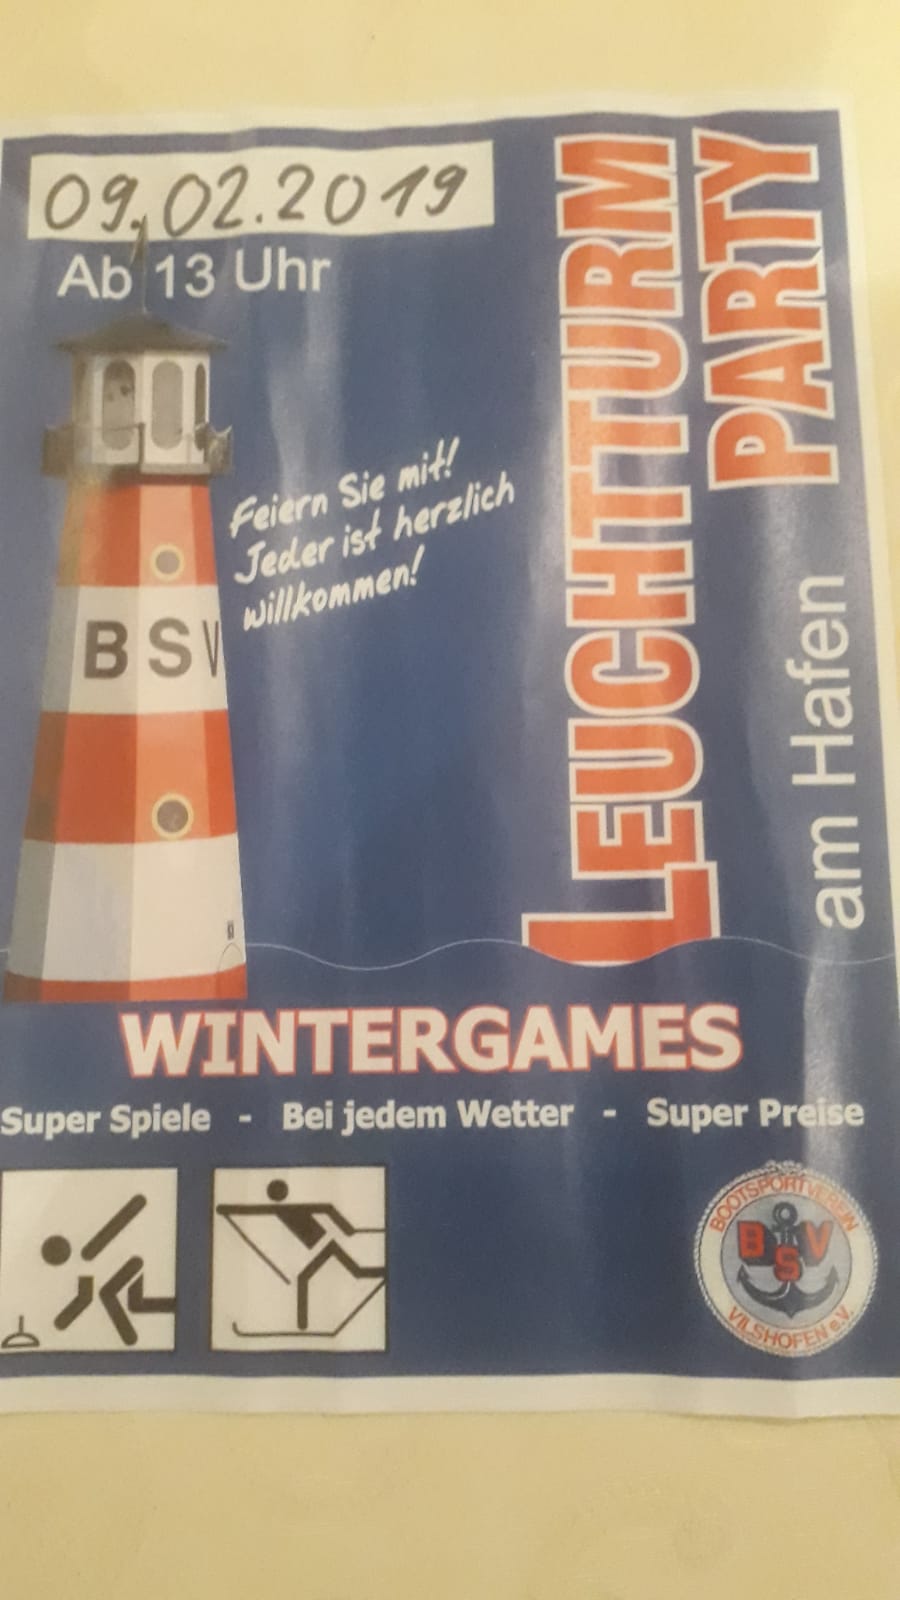 09.02.2019
Ab 13 Uhr
LEUCHTTURM
PARTY
am Hafen
Feiern Sie mit!
Jeder ist herzlich
willkommen!
BSV
WINTERGAMES
Super Spiele - Bei jedem Wetter - Super Preise
BOOTSPORTVEREIN
BSV
VILSHOFEN e.V.